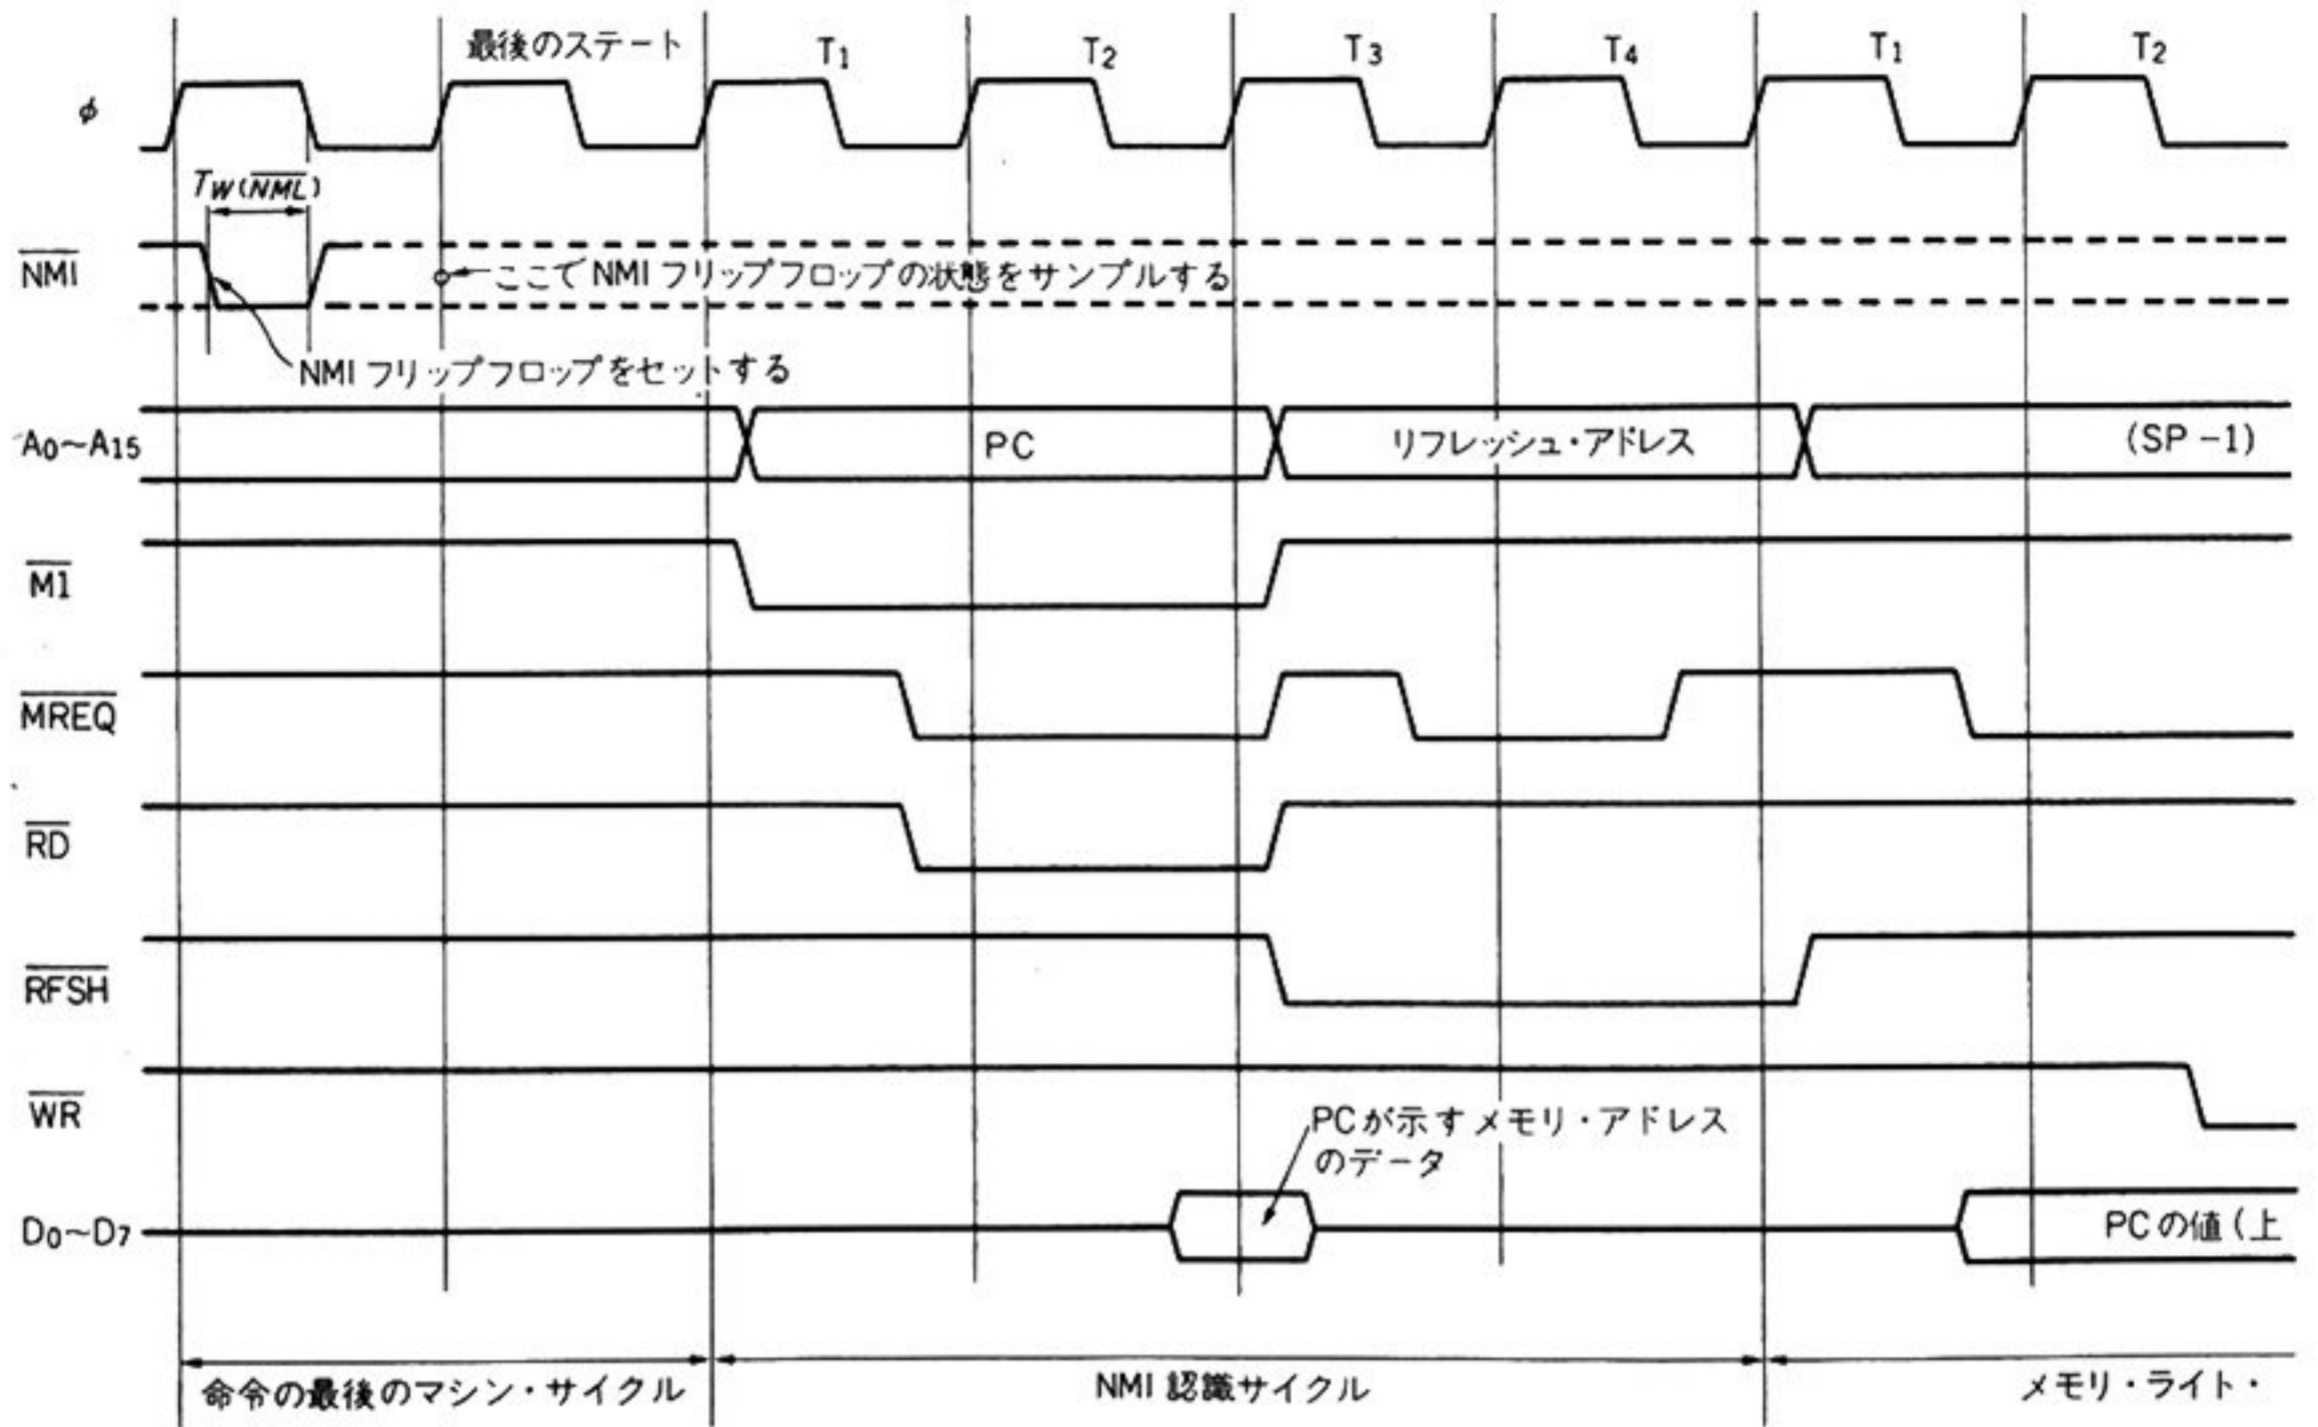 最後のステート T1 T2 T3 T4 T1 T2
φ
TW(NML)
NMI
ここでNMIフリップフロップの状態をサンプルする
NMIフリップフロップをセットする
A0~A15 PC リフレッシュ・アドレス (SP-1)
M1
MREQ
RD
RFSH
WR
PCが示すメモリ・アドレス
のデータ
D0~D7 PCの値(上
命令の最後のマシン・サイクル NMI認識サイクル メモリ・ライト・